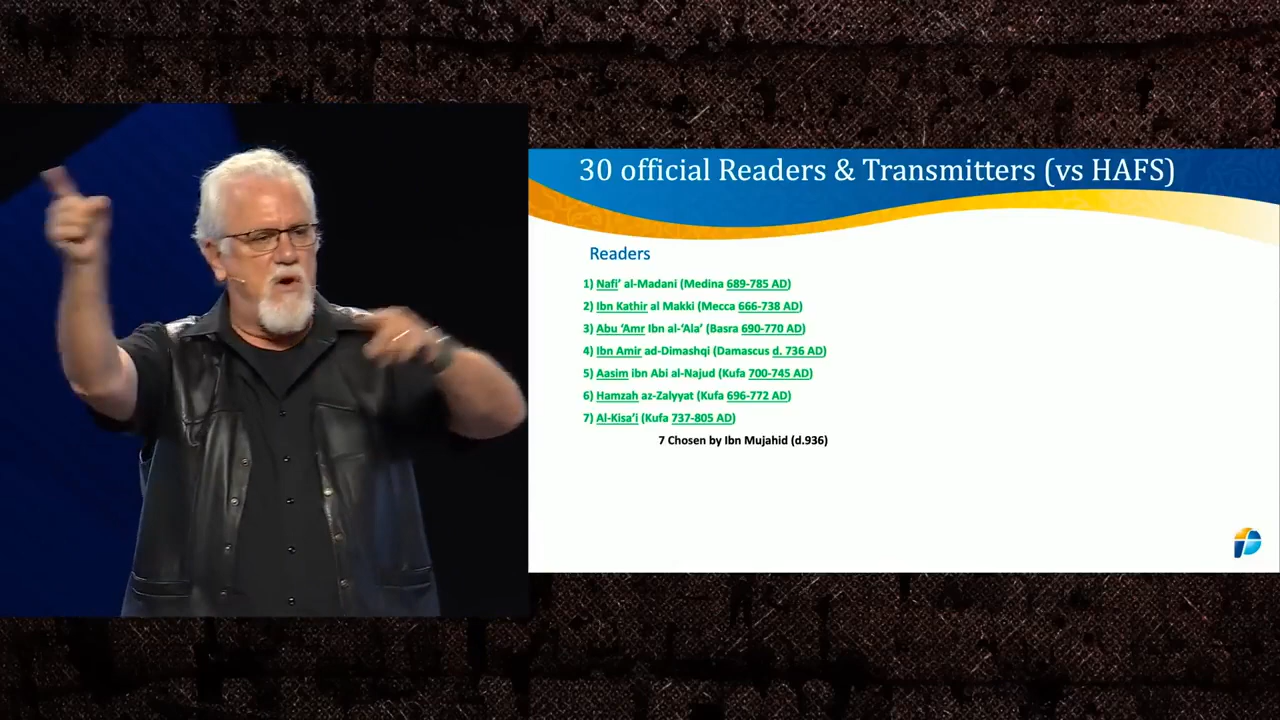 30 official Readers & Transmitters (vs HAFS)
Readers
1) Nafi’ al-Madani (Medina 689-785 AD)
2) Ibn Kathir al Makki (Mecca 666-738 AD)
3) Abu ‘Amr Ibn al-‘Ala’ (Basra 690-770 AD)
4) Ibn Amir ad-Dimashqi (Damascus d. 736 AD)
5) Aasim ibn Abi al-Najud (Kufa 700-745 AD)
6) Hamzah az-Zalyyat (Kufa 696-772 AD)
7) Al-Kisa’i (Kufa 737-805 AD)
7 Chosen by Ibn Mujahid (d.936)